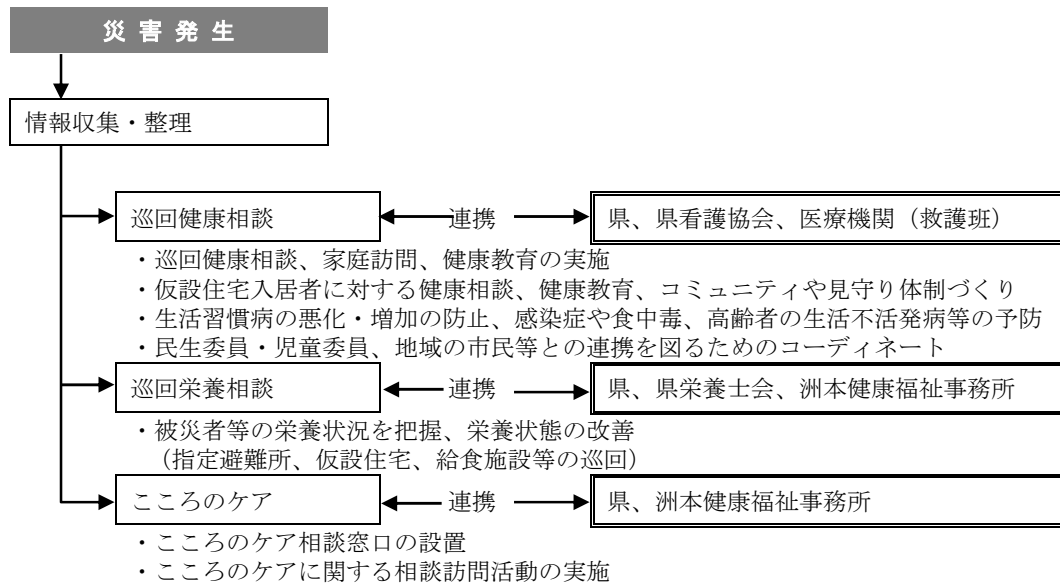 災害発生
情報収集・整理
巡回健康相談 連携 県、県看護協会、医療機関(救護班)
・巡回健康相談、家庭訪問、健康教育の実施
・仮設住宅入居者に対する健康相談、健康教育、コミュニティや見守り体制づくり
・生活習慣病の悪化・増加の防止、感染症や食中毒、高齢者の生活不活発病等の予防
・民生委員・児童委員、地域の市民等との連携を図るためのコーディネート
巡回栄養相談 連携 県、県栄養士会、洲本健康福祉事務所
・被災者等の栄養状況を把握、栄養状態の改善
(指定避難所、仮設住宅、給食施設等の巡回)
こころのケア 連携 県、洲本健康福祉事務所
・こころのケア相談窓口の設置
・こころのケアに関する相談訪問活動の実施